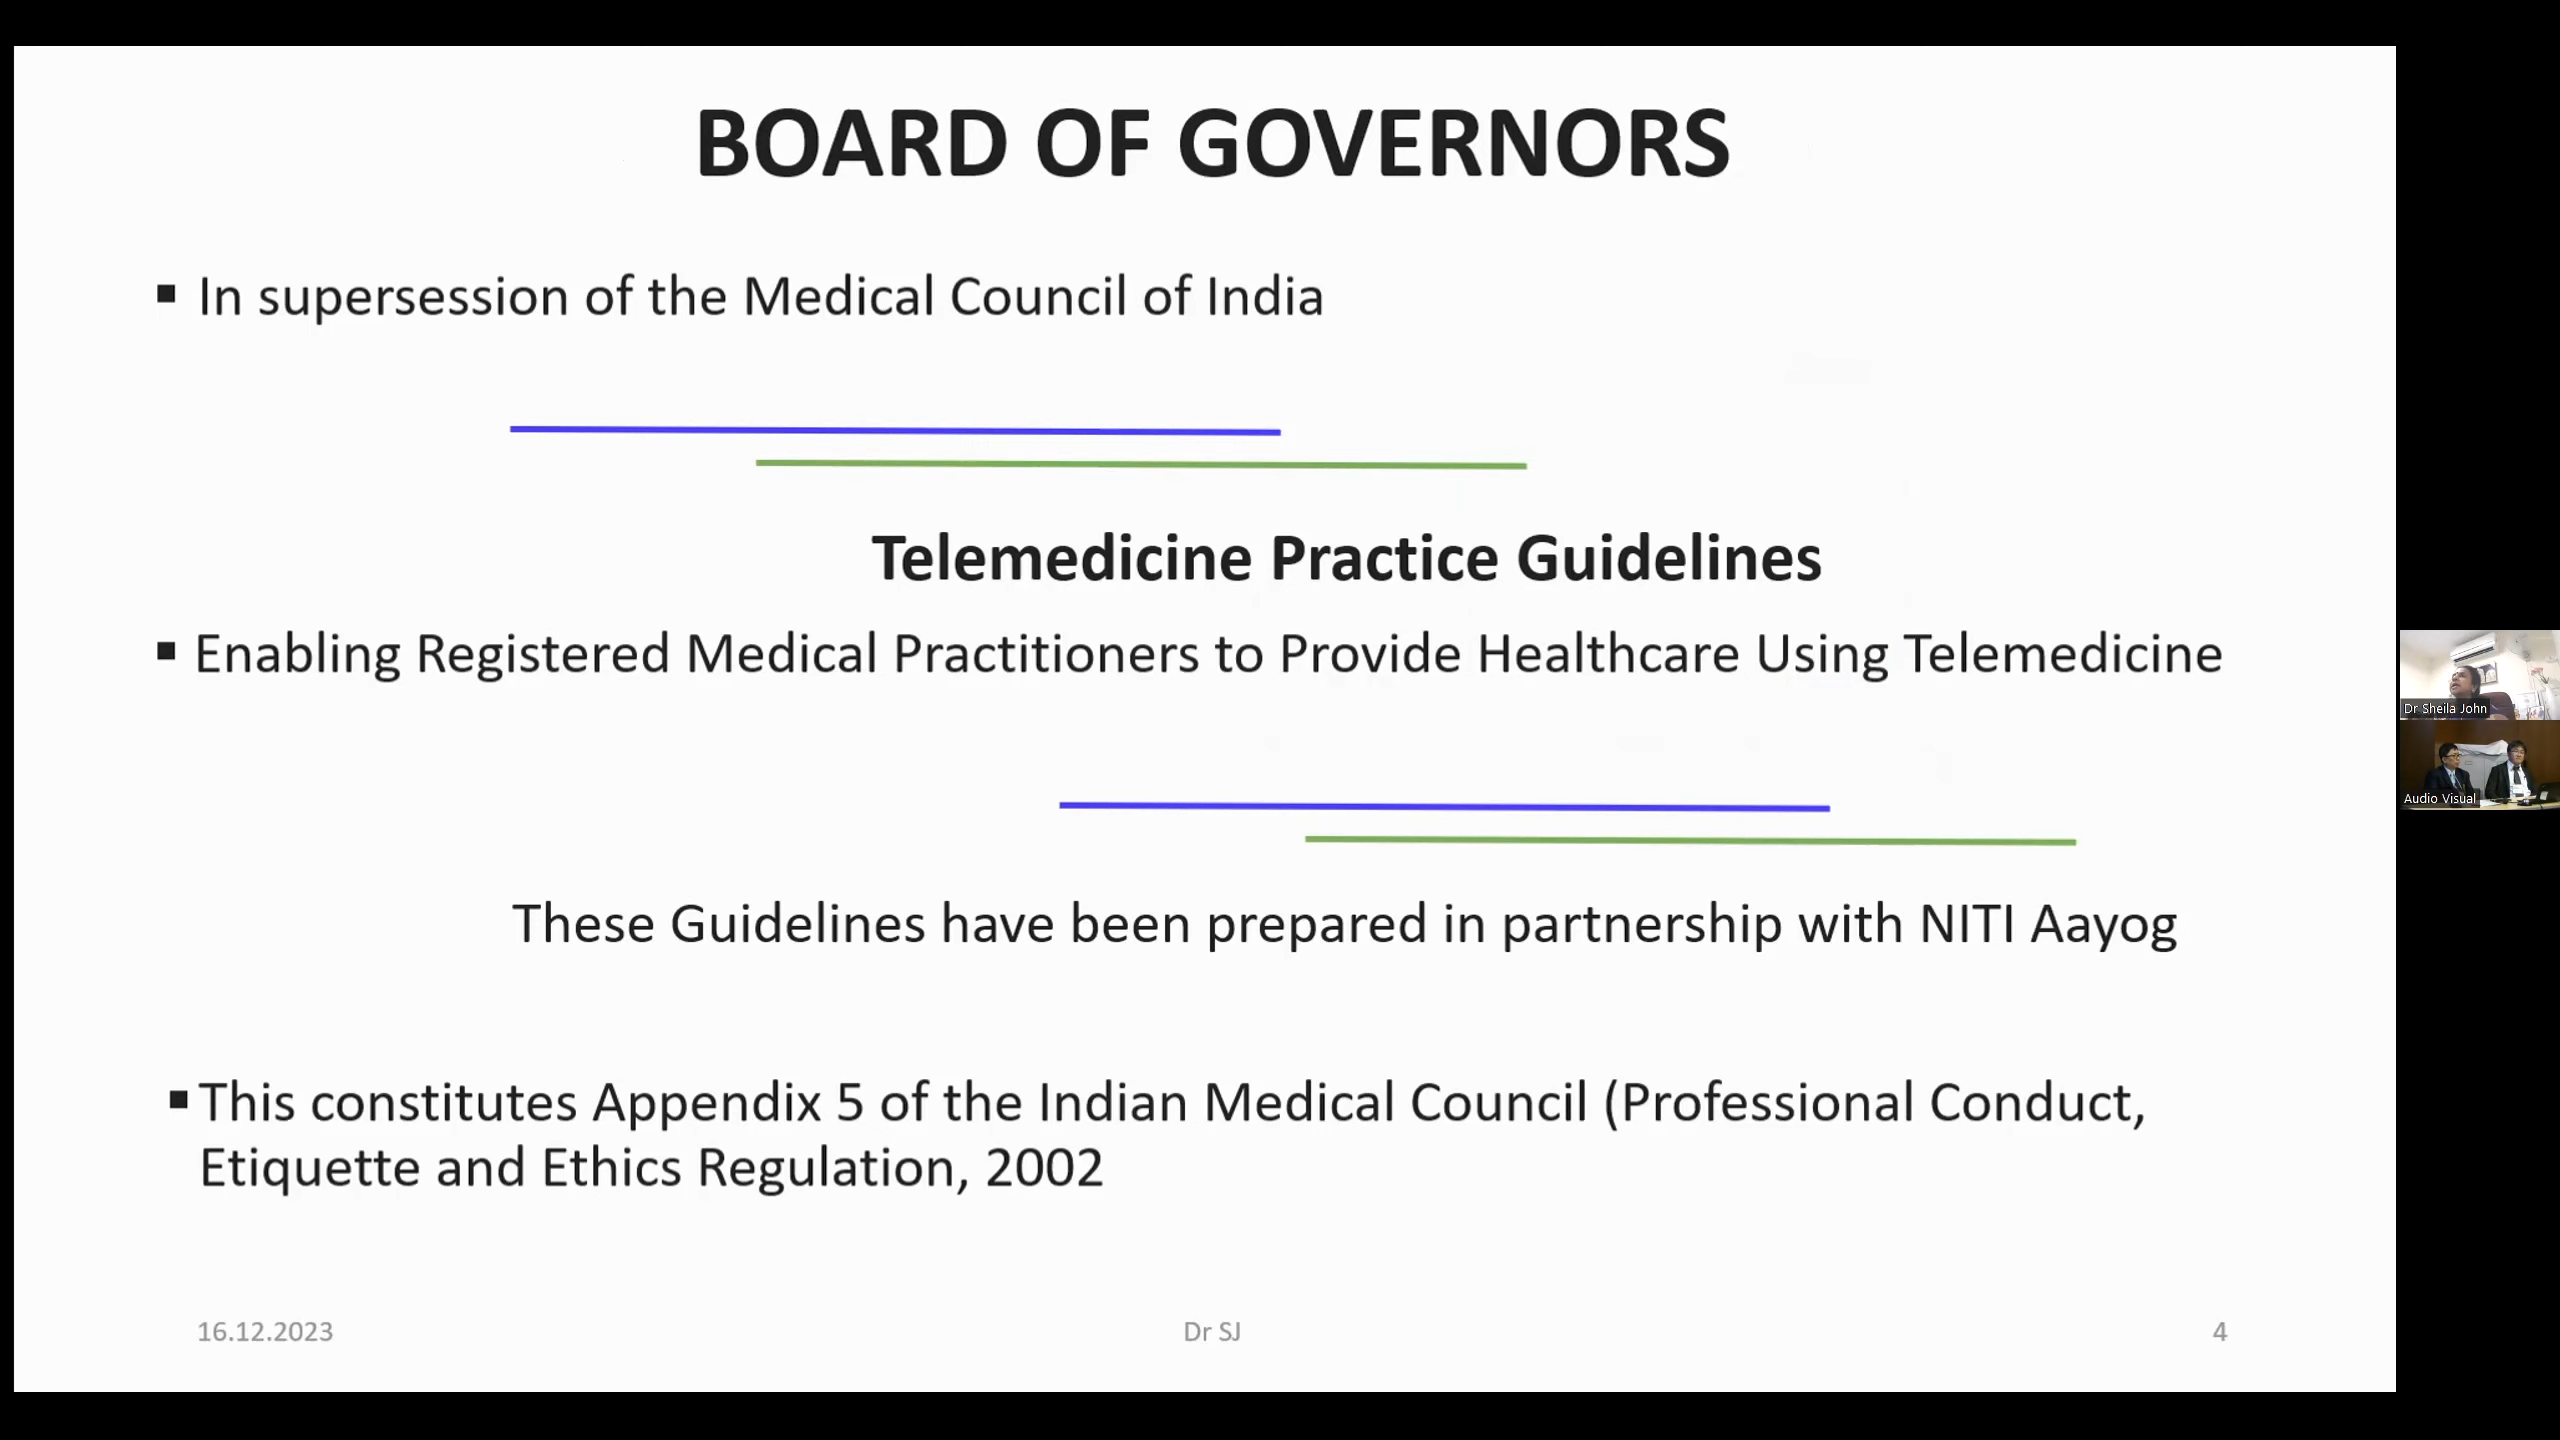 BOARD OF GOVERNORS
▪ In supersession of the Medical Council of India
Telemedicine Practice Guidelines
▪ Enabling Registered Medical Practitioners to Provide Healthcare Using Telemedicine
These Guidelines have been prepared in partnership with NITI Aayog
▪ This constitutes Appendix 5 of the Indian Medical Council (Professional Conduct,
Etiquette and Ethics Regulation, 2002
16.12.2023
Dr SJ
4
Dr Sheila John
Audio Visual